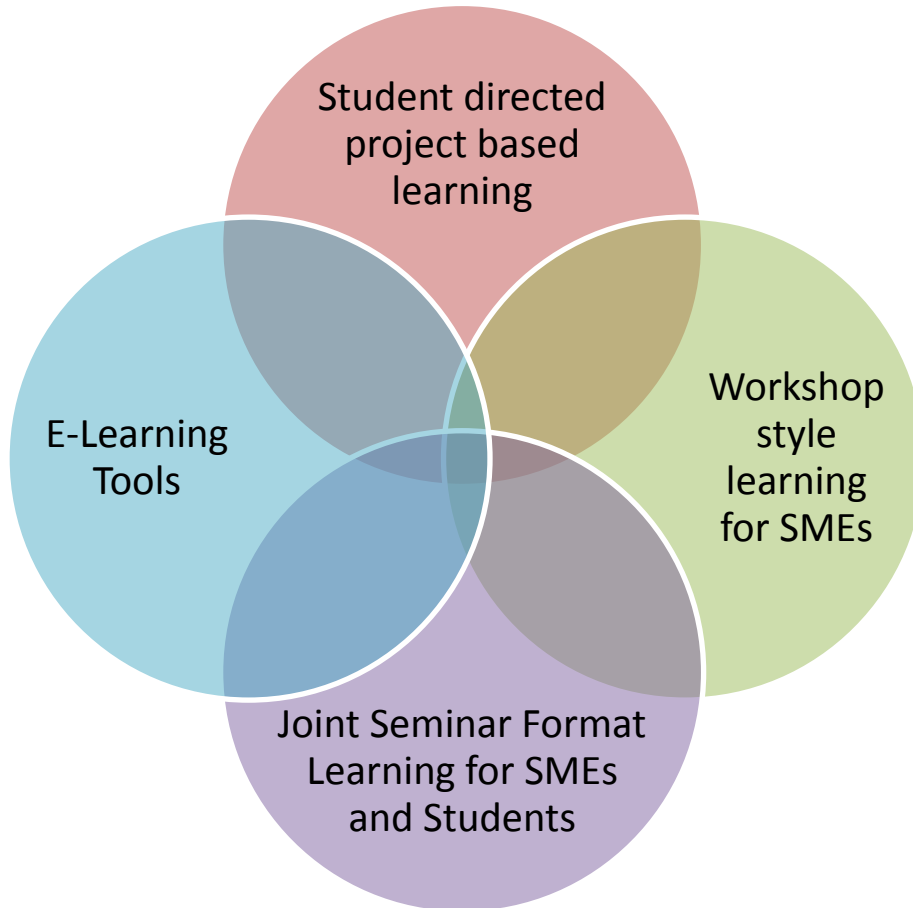 Student directed
project based
learning
E-Learning
Tools
Workshop
style
learning
for SMEs
Joint Seminar Format
Learning for SMEs
and Students